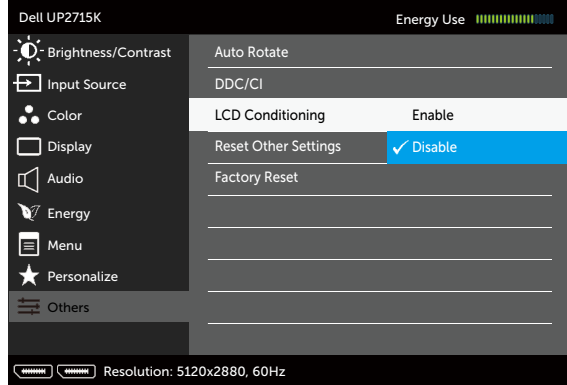 Dell UP2715K
Energy Use
Brightness/Contrast
Input Source
Color
Display
Audio
Energy
Menu
Personalize
Others
Auto Rotate
DDC/CI
LCD Conditioning
Enable
Reset Other Settings
Disable
Factory Reset
Resolution: 5120x2880, 60Hz